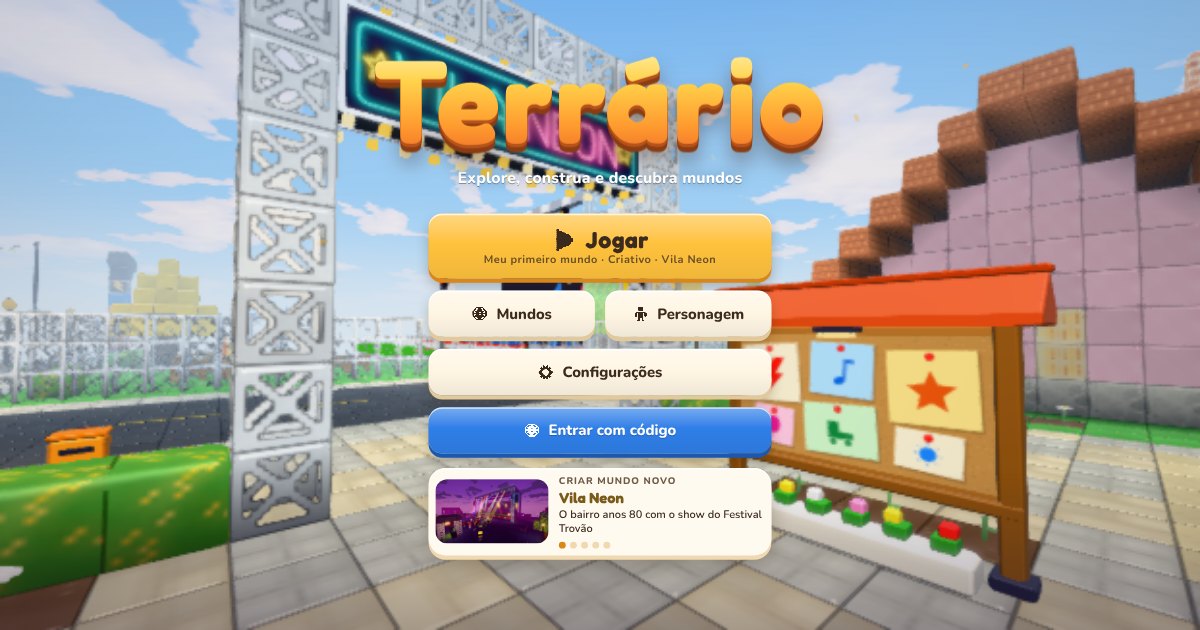 NEON
Terrário
Explore, construa e descubra mundos
Jogar
Meu primeiro mundo · Criativo · Vila Neon
Mundos
Personagem
Configurações
Entrar com código
CRIAR MUNDO NOVO
Vila Neon
O bairro anos 80 com o show do Festival
Trovão